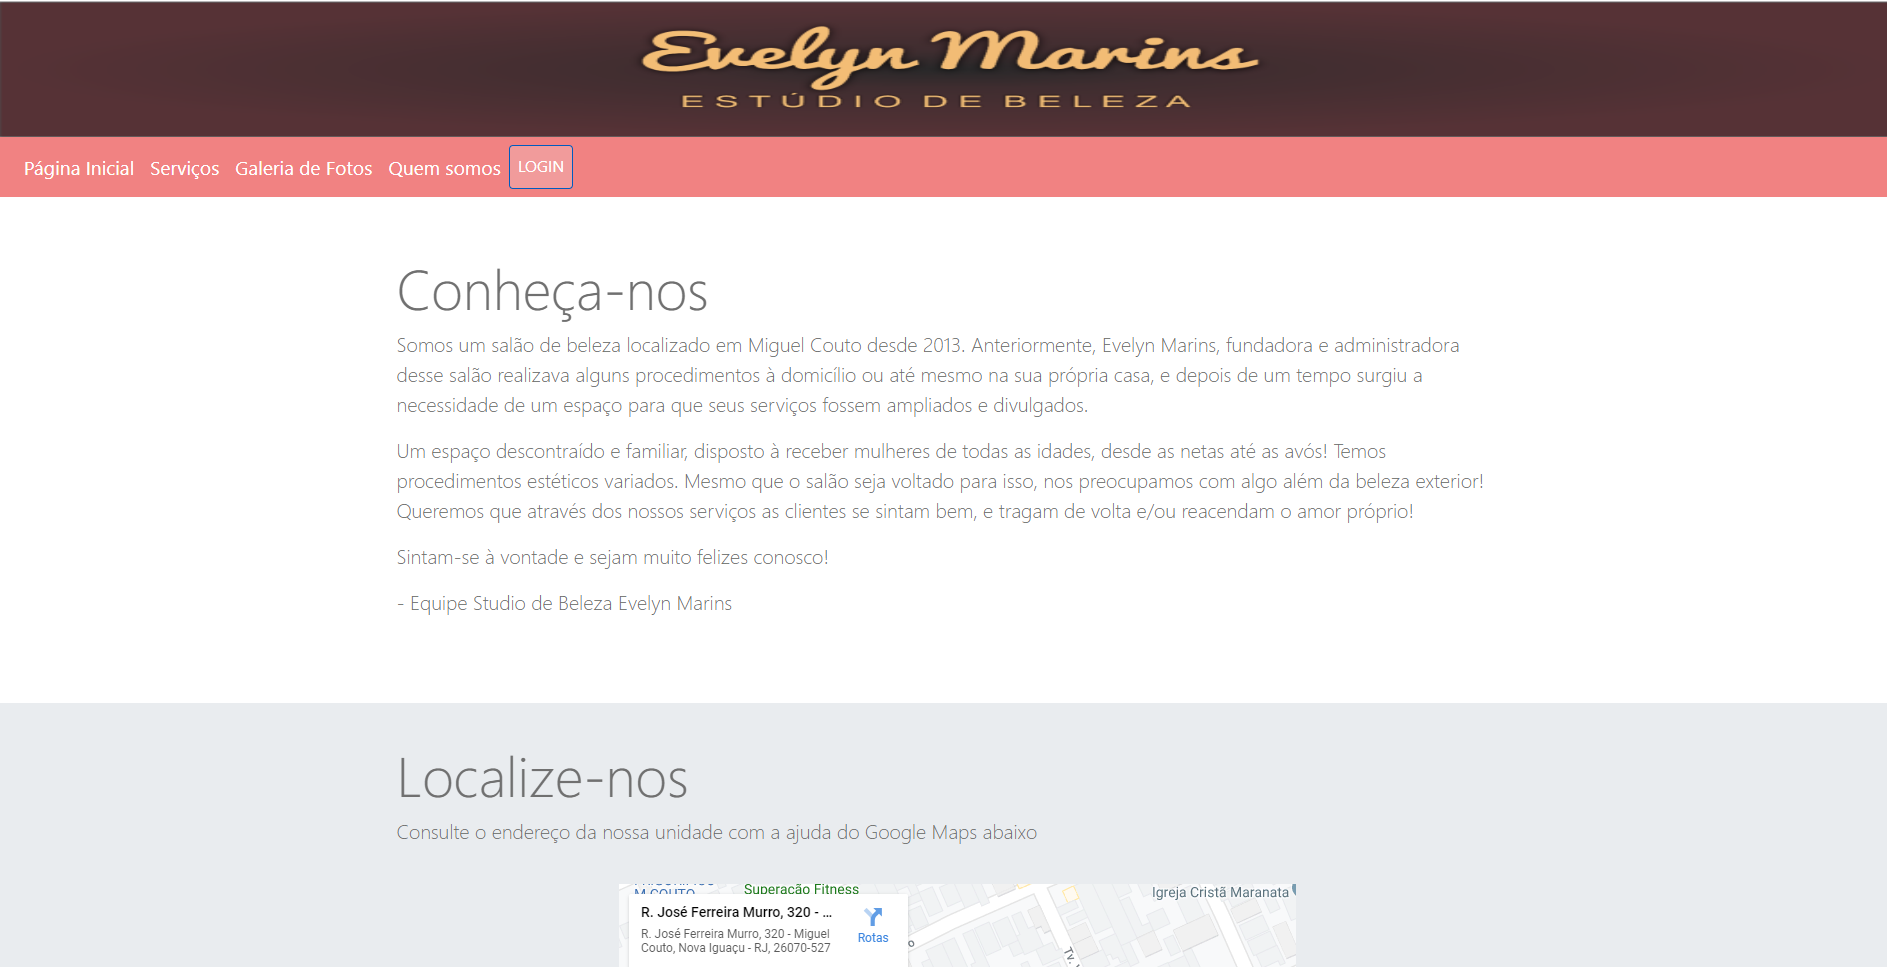 Evelyn Marins
ESTÚDIO DE BELEZA
Página Inicial Serviços Galeria de Fotos Quem somos LOGIN
Conheça-nos
Somos um salão de beleza localizado em Miguel Couto desde 2013. Anteriormente, Evelyn Marins, fundadora e administradora
desse salão realizava alguns procedimentos à domicílio ou até mesmo na sua própria casa, e depois de um tempo surgiu a
necessidade de um espaço para que seus serviços fossem ampliados e divulgados.
Um espaço descontraído e familiar, disposto à receber mulheres de todas as idades, desde as netas até as avós! Temos
procedimentos estéticos variados. Mesmo que o salão seja voltado para isso, nos preocupamos com algo além da beleza exterior!
Queremos que através dos nossos serviços as clientes se sintam bem, e tragam de volta e/ou reacendam o amor próprio!
Sintam-se à vontade e sejam muito felizes conosco!
- Equipe Studio de Beleza Evelyn Marins
Localize-nos
Consulte o endereço da nossa unidade com a ajuda do Google Maps abaixo
M.COUTO
Superação Fitness
Igreja Cristã Maranata
R. José Ferreira Murro, 320 - ...
R. José Ferreira Murro, 320 - Miguel
Couto, Nova Iguaçu - RJ, 26070-527
Rotas
Tv.